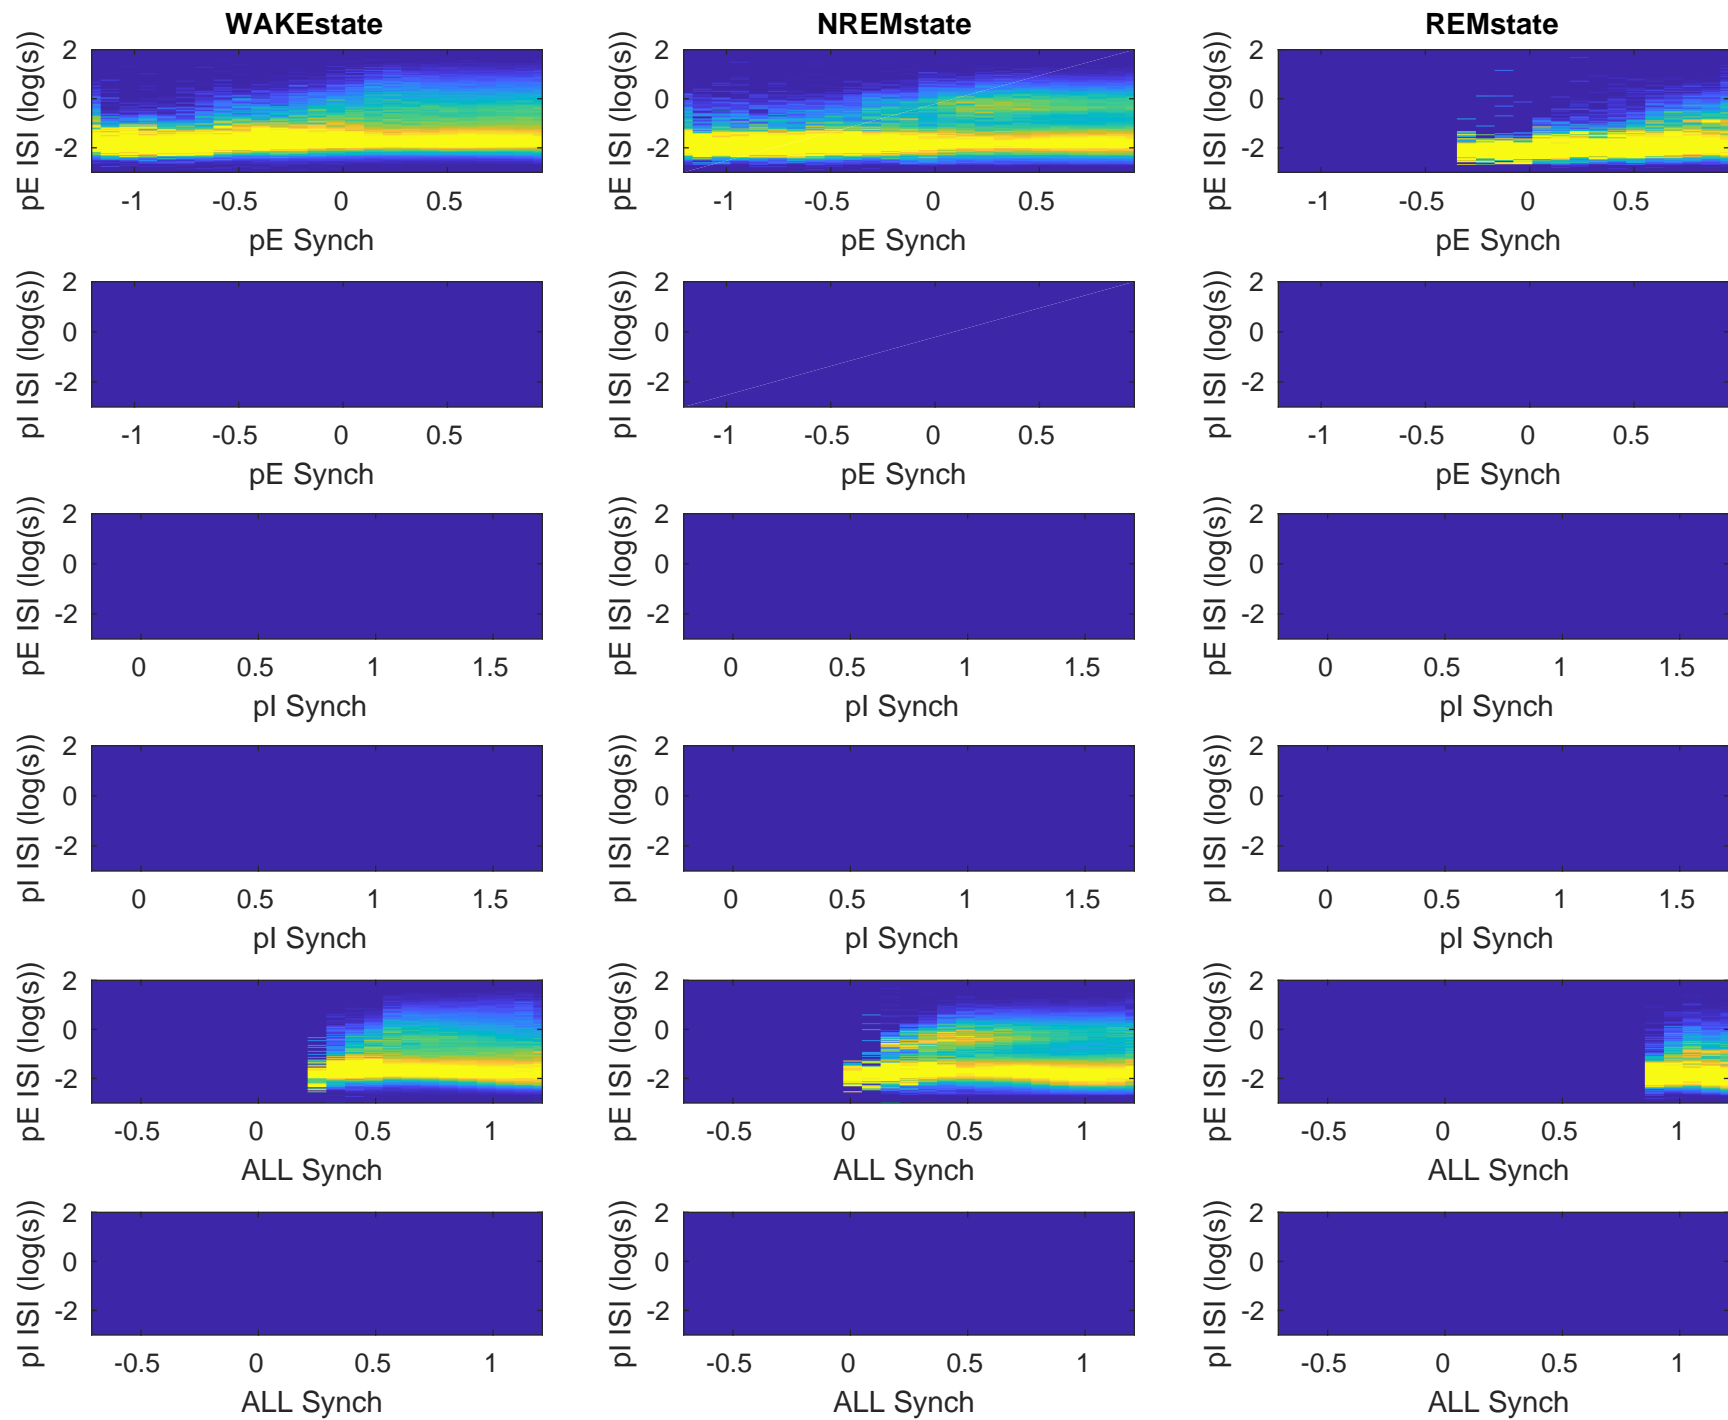 WAKEstate NREMstate REMstate
pE ISI (log(s)) 2 0 -2 pE ISI (log(s)) 2 0 -2 pE ISI (log(s)) 2 0 -2
-1 -0.5 0 0.5 -1 -0.5 0 0.5 -1 -0.5 0 0.5
pE Synch pE Synch pE Synch
pI ISI (log(s)) 2 0 -2 pI ISI (log(s)) 2 0 -2 pI ISI (log(s)) 2 0 -2
-1 -0.5 0 0.5 -1 -0.5 0 0.5 -1 -0.5 0 0.5
pE Synch pE Synch pE Synch
pE ISI (log(s)) 2 0 -2 pE ISI (log(s)) 2 0 -2 pE ISI (log(s)) 2 0 -2
0 0.5 1 1.5 0 0.5 1 1.5 0 0.5 1 1.5
pI Synch pI Synch pI Synch
pI ISI (log(s)) 2 0 -2 pI ISI (log(s)) 2 0 -2 pI ISI (log(s)) 2 0 -2
0 0.5 1 1.5 0 0.5 1 1.5 0 0.5 1 1.5
pI Synch pI Synch pI Synch
pE ISI (log(s)) 2 0 -2 pE ISI (log(s)) 2 0 -2 pE ISI (log(s)) 2 0 -2
-0.5 0 0.5 1 -0.5 0 0.5 1 -0.5 0 0.5 1
ALL Synch ALL Synch ALL Synch
pI ISI (log(s)) 2 0 -2 pI ISI (log(s)) 2 0 -2 pI ISI (log(s)) 2 0 -2
-0.5 0 0.5 1 -0.5 0 0.5 1 -0.5 0 0.5 1
ALL Synch ALL Synch ALL Synch